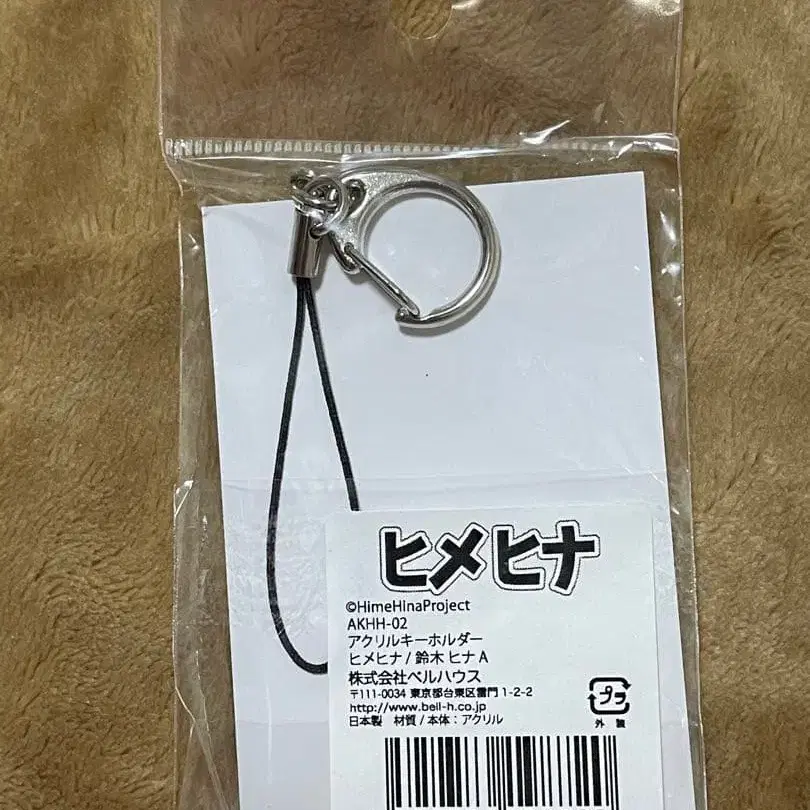 ヒメヒナ
©HimeHinaProject
AKHH-02
アクリルキーホルダー
ヒメヒナ / 鈴木 ヒナ A
株式会社ベルハウス
〒111-0034 東京都台東区雷門 1-2-2
http://www.bell-h.co.jp
日本製 材質 / 本体：アクリル
プラ
外装